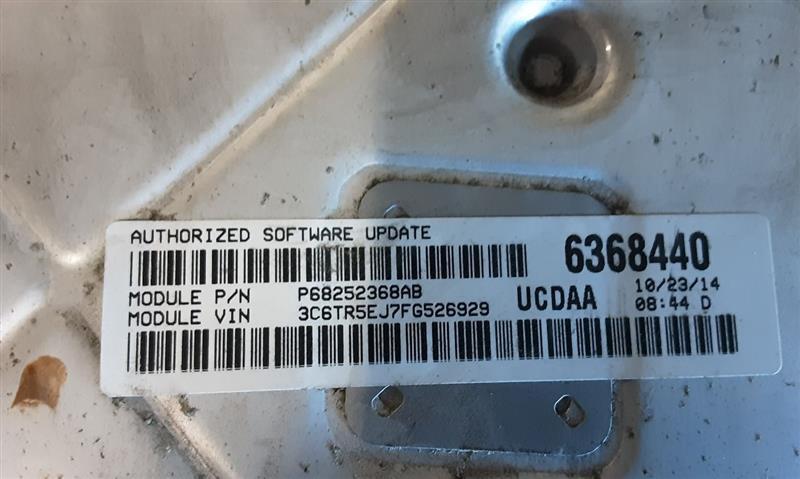 AUTHORIZED SOFTWARE UPDATE
6368440
MODULE P/N P68252368AB
MODULE VIN 3C6TR5EJ7FG526929
UCDAA
10/23/14
08:44 D